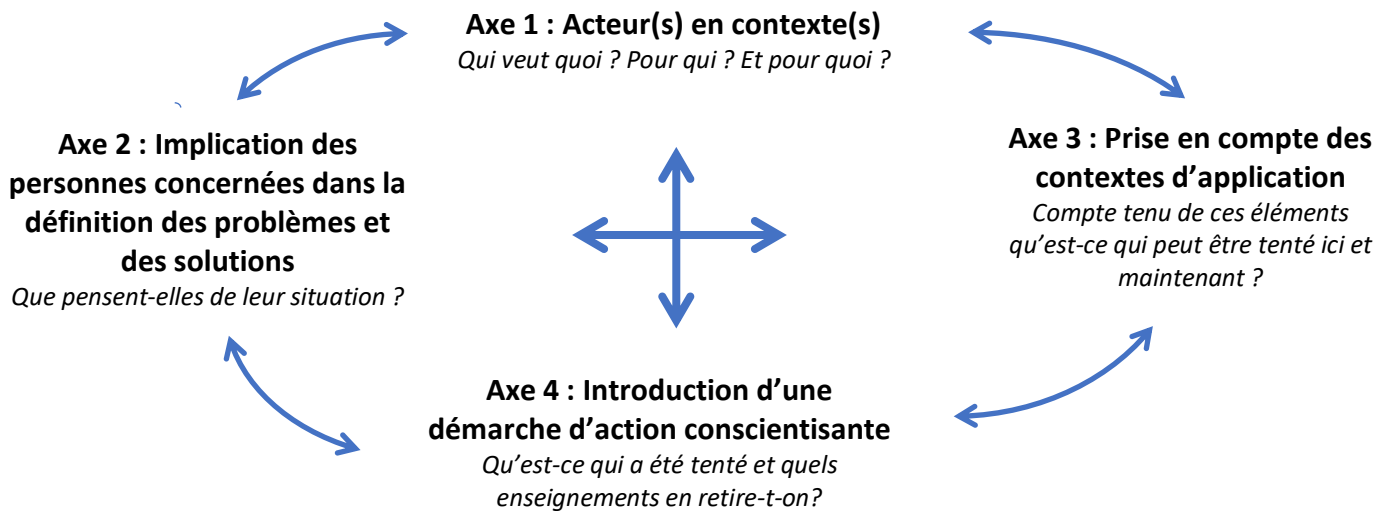 Axe 1 : Acteur(s) en contexte(s)
Qui veut quoi ? Pour qui ? Et pour quoi ?
Axe 2 : Implication des
personnes concernées dans la
définition des problèmes et
des solutions
Que pensent-elles de leur situation ?
Axe 3 : Prise en compte des
contextes d’application
Compte tenu de ces éléments
qu’est-ce qui peut être tenté ici et
maintenant ?
Axe 4 : Introduction d’une
démarche d’action conscientisante
Qu’est-ce qui a été tenté et quels
enseignements en retire-t-on?